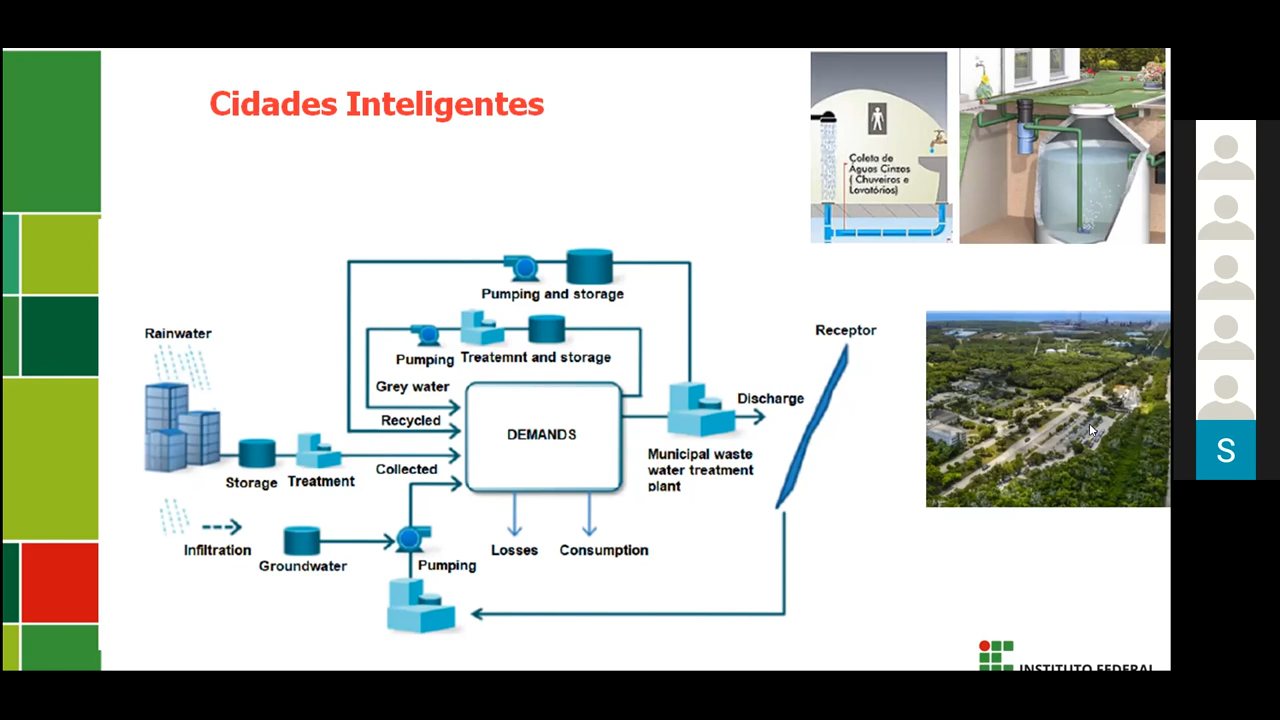 Cidades Inteligentes
Coleta de
Águas Cinzas
( Chuveiros e
Lavatórios)
Pumping and storage
Rainwater
Receptor
Pumping
Treatemnt and storage
Grey water
Discharge
Recycled
DEMANDS
Municipal waste
water treatment
plant
Collected
Storage
Treatment
Infiltration
Losses
Consumption
Groundwater
Pumping
INSTITUTO FEDERAL
S